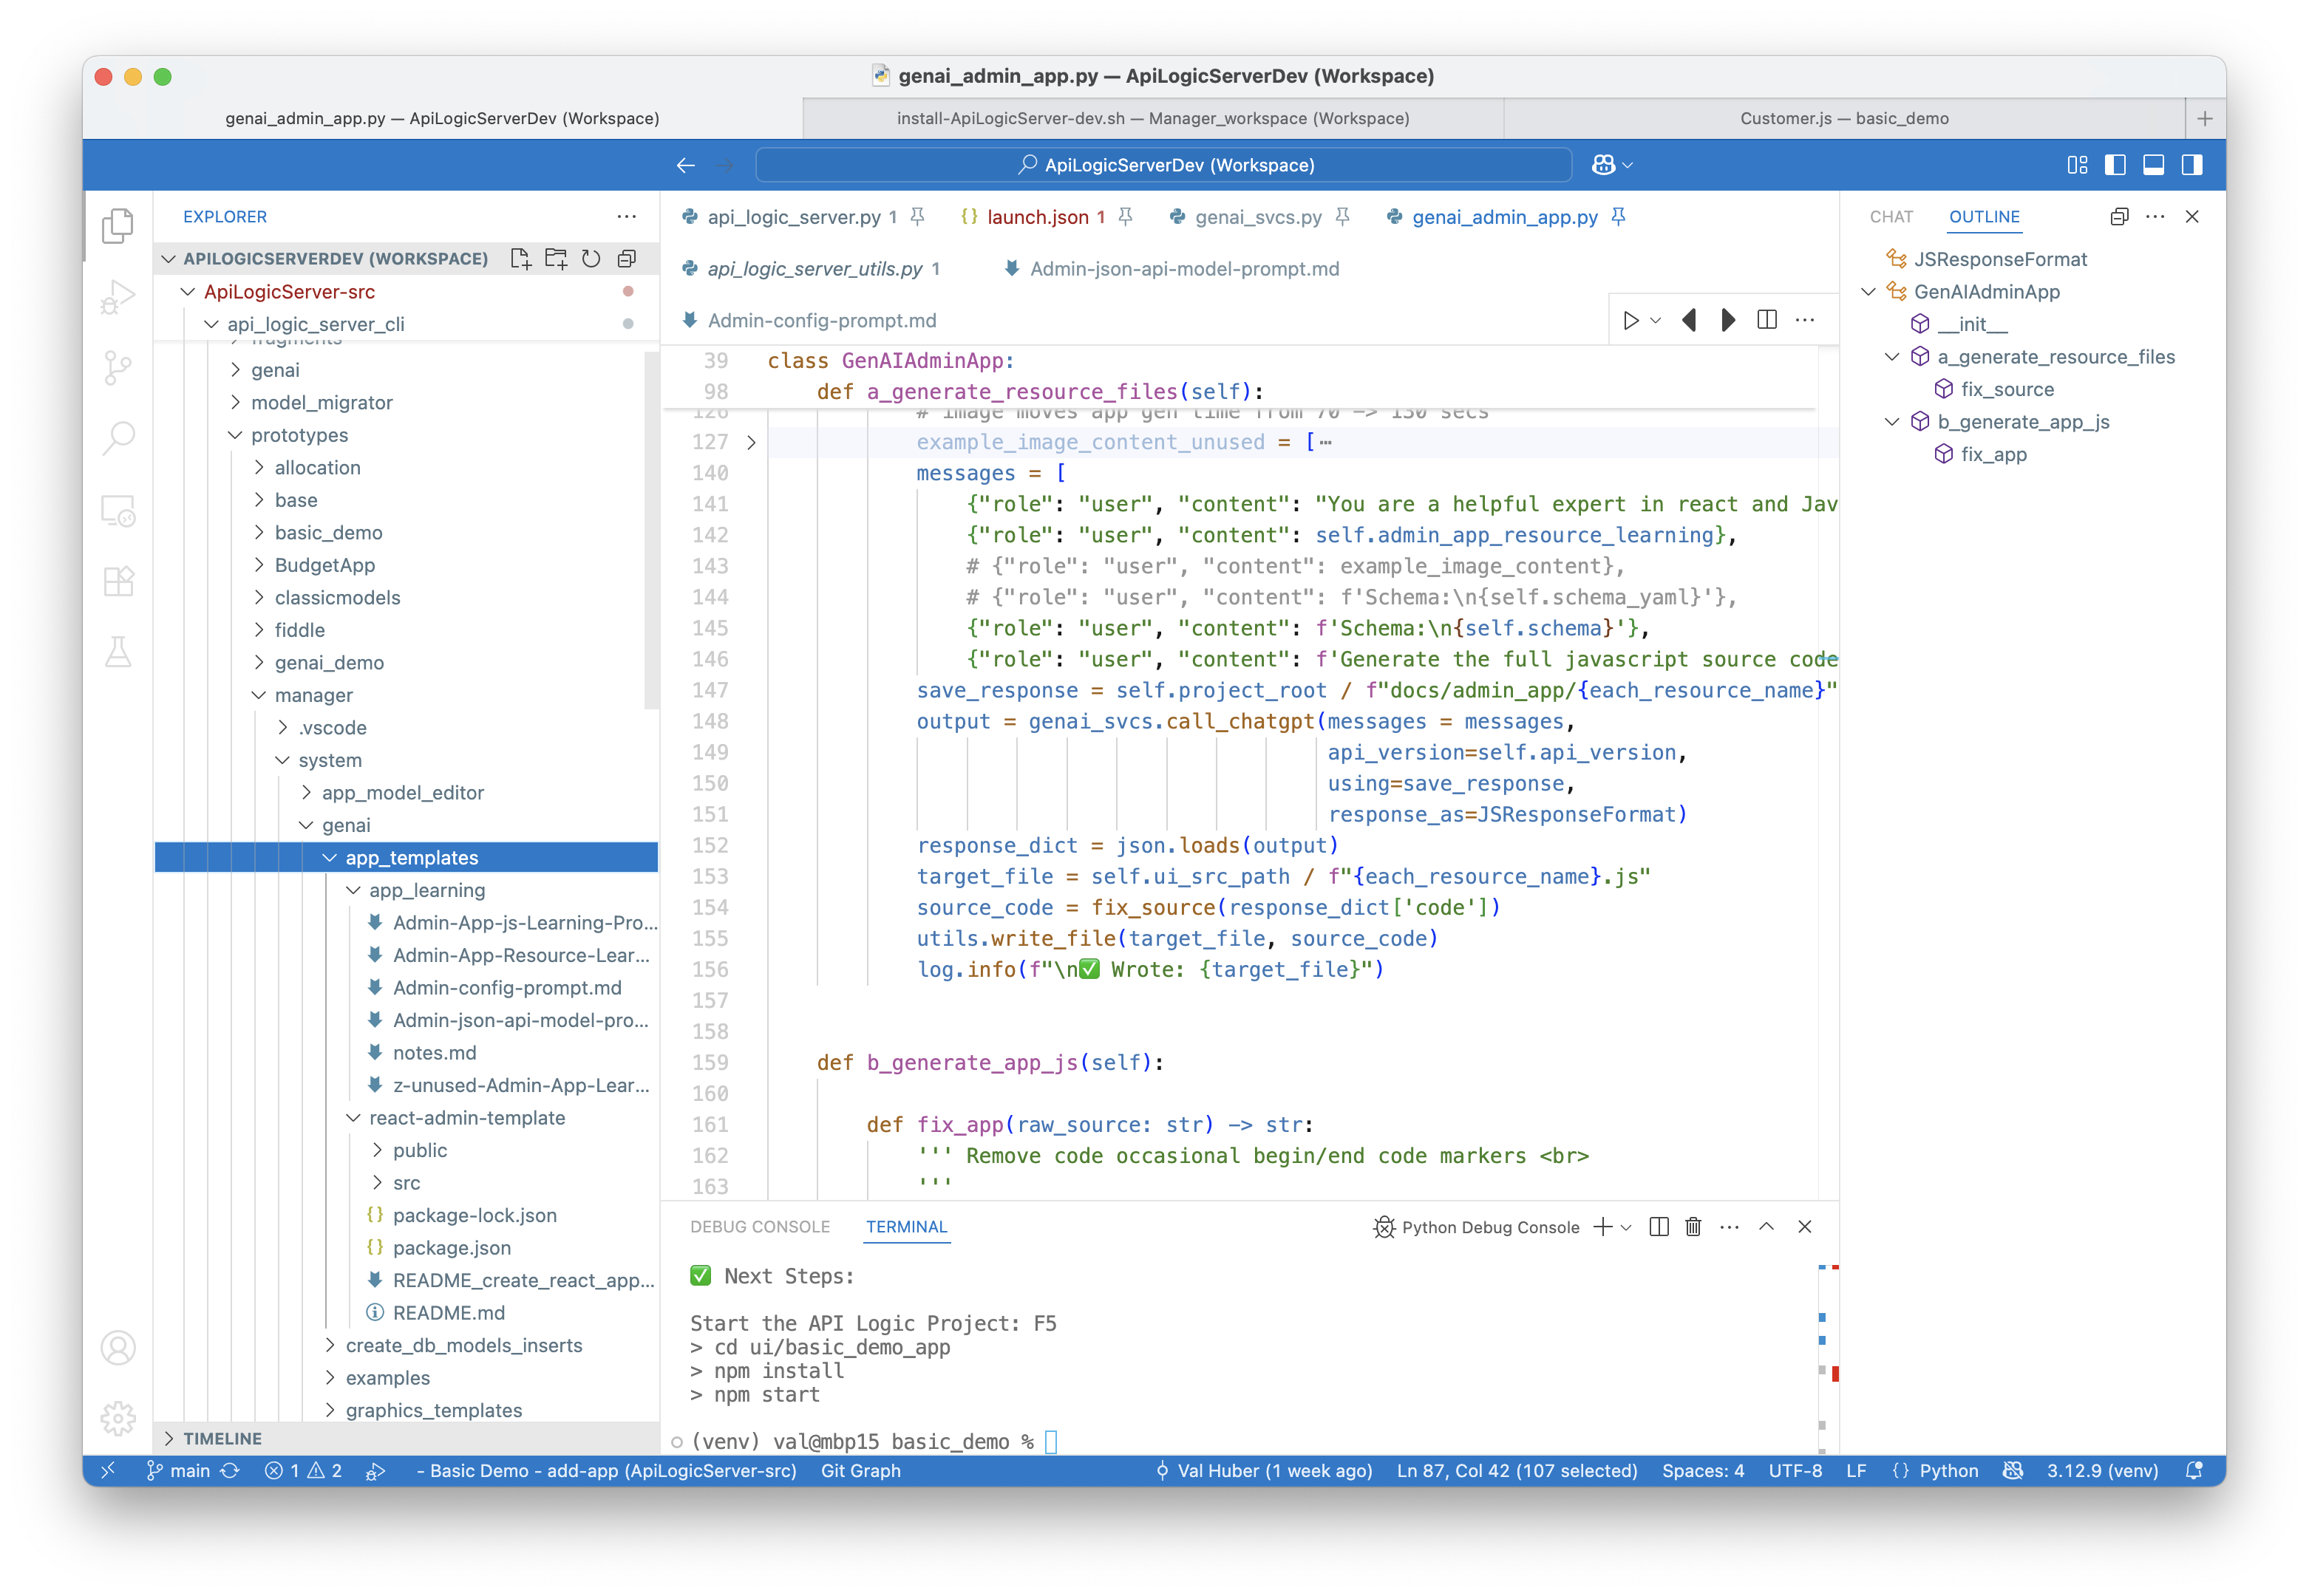 genai_admin_app.py — ApiLogicServerDev (Workspace)
genai_admin_app.py — ApiLogicServerDev (Workspace)
install-ApiLogicServer-dev.sh — Manager_workspace (Workspace)
Customer.js — basic_demo
ApiLogicServerDev (Workspace)
EXPLORER
APILOGICSERVERDEV (WORKSPACE)
ApiLogicServer-src
api_logic_server_cli
fragments
genai
model_migrator
prototypes
allocation
base
basic_demo
BudgetApp
classicmodels
fiddle
genai_demo
manager
.vscode
system
app_model_editor
genai
app_templates
app_learning
Admin-App-js-Learning-Pro...
Admin-App-Resource-Lear...
Admin-config-prompt.md
Admin-json-api-model-pro...
notes.md
z-unused-Admin-App-Lear...
react-admin-template
public
src
package-lock.json
package.json
README_create_react_app...
README.md
create_db_models_inserts
examples
graphics_templates
TIMELINE
api_logic_server.py 1
launch.json 1
genai_svcs.py
genai_admin_app.py
api_logic_server_utils.py 1
Admin-json-api-model-prompt.md
Admin-config-prompt.md
39 class GenAIAdminApp:
98 def a_generate_resource_files(self):
126 # image moves app gen time from 70 -> 130 secs
127 example_image_content_unused = [⋯
140 messages = [
141 {"role": "user", "content": "You are a helpful expert in react and Jav
142 {"role": "user", "content": self.admin_app_resource_learning},
143 # {"role": "user", "content": example_image_content},
144 # {"role": "user", "content": f'Schema:\n{self.schema_yaml}'},
145 {"role": "user", "content": f'Schema:\n{self.schema}'},
146 {"role": "user", "content": f'Generate the full javascript source code
147 save_response = self.project_root / f"docs/admin_app/{each_resource_name}"
148 output = genai_svcs.call_chatgpt(messages = messages,
149 api_version=self.api_version,
150 using=save_response,
151 response_as=JSResponseFormat)
152 response_dict = json.loads(output)
153 target_file = self.ui_src_path / f"{each_resource_name}.js"
154 source_code = fix_source(response_dict['code'])
155 utils.write_file(target_file, source_code)
156 log.info(f"\n✅ Wrote: {target_file}")
157
158
159 def b_generate_app_js(self):
160
161 def fix_app(raw_source: str) -> str:
162 ''' Remove code occasional begin/end code markers <br>
163 '''
DEBUG CONSOLE
TERMINAL
Python Debug Console
✅ Next Steps:
Start the API Logic Project: F5
> cd ui/basic_demo_app
> npm install
> npm start
(venv) val@mbp15 basic_demo %
CHAT
OUTLINE
JSResponseFormat
GenAIAdminApp
__init__
a_generate_resource_files
fix_source
b_generate_app_js
fix_app
main
1
2
- Basic Demo - add-app (ApiLogicServer-src)
Git Graph
Val Huber (1 week ago)
Ln 87, Col 42 (107 selected)
Spaces: 4
UTF-8
LF
{} Python
3.12.9 (venv)